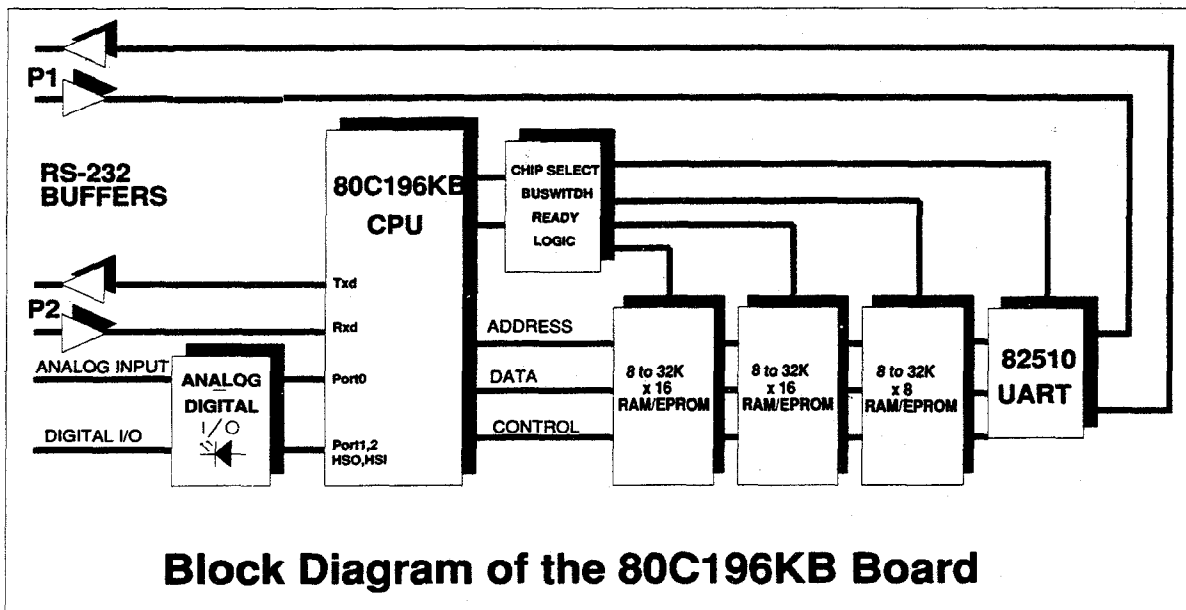 P1
RS-232
BUFFERS
P2
ANALOG INPUT
DIGITAL I/O
ANALOG
DIGITAL
I/O
80C196KB
CPU
Txd
Rxd
Port0
Port1,2
HSO,HSI
CHIP SELECT
BUSWITDH
READY
LOGIC
ADDRESS
DATA
CONTROL
8 to 32K
x 16
RAM/EPROM
8 to 32K
x 16
RAM/EPROM
8 to 32K
x 8
RAM/EPROM
82510
UART
Block Diagram of the 80C196KB Board